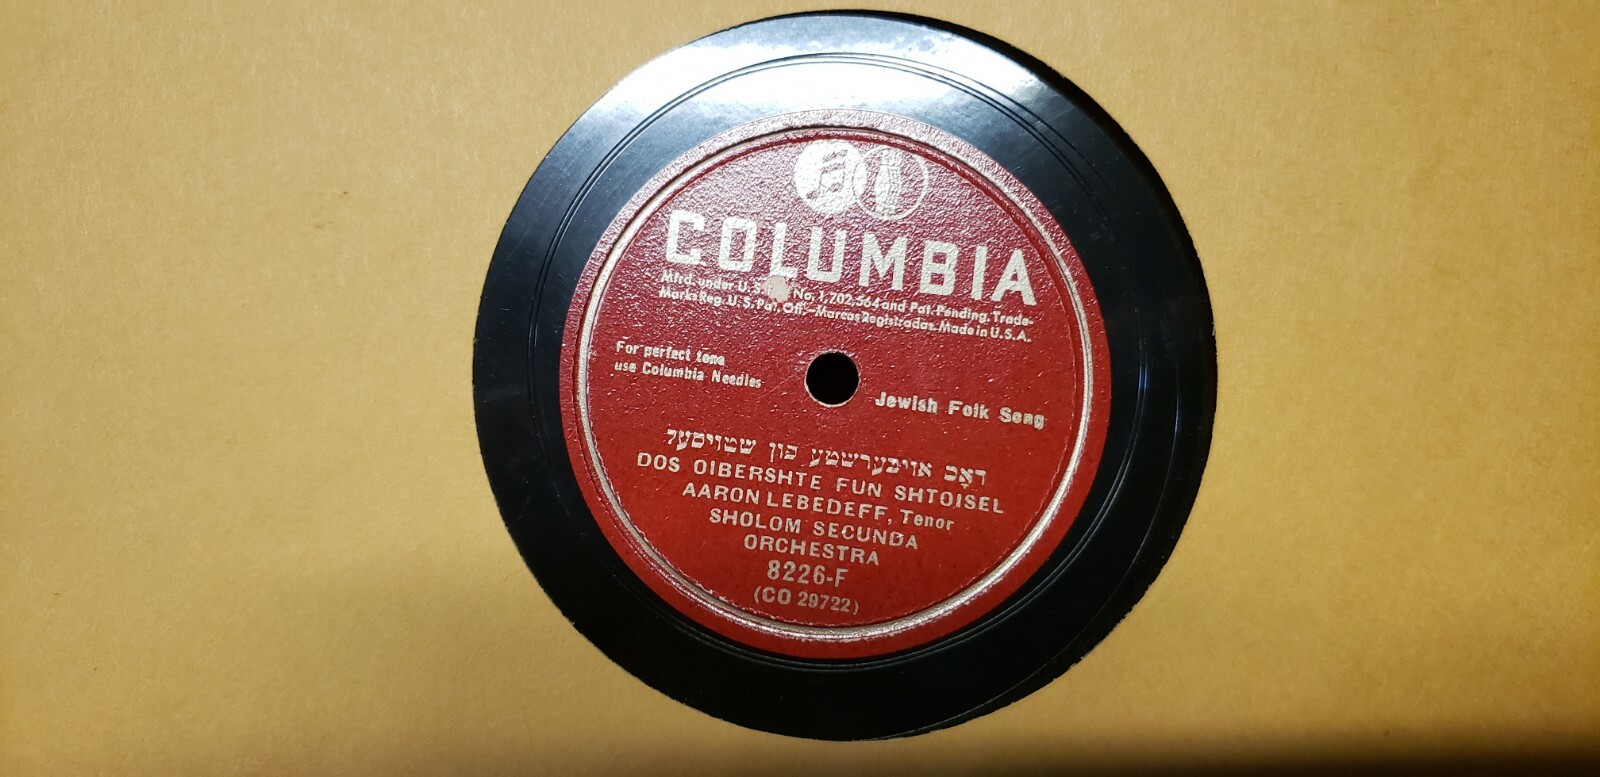 COLUMBIA
Mfrd. under U.S. No. 1,702,564 and Pat. Pending. Trade-
Marks Reg. U.S. Pat. Off.—Marcas Registradas. Made in U.S.A.
For perfect tone
use Columbia Needles
Jewish Folk Song
דאָס אויבערשטע פון שטויסעל
DOS OIBERSHTE FUN SHTOISEL
AARON LEBEDEFF, Tenor
SHOLOM SECUNDA
ORCHESTRA
8226-F
(CO 29722)